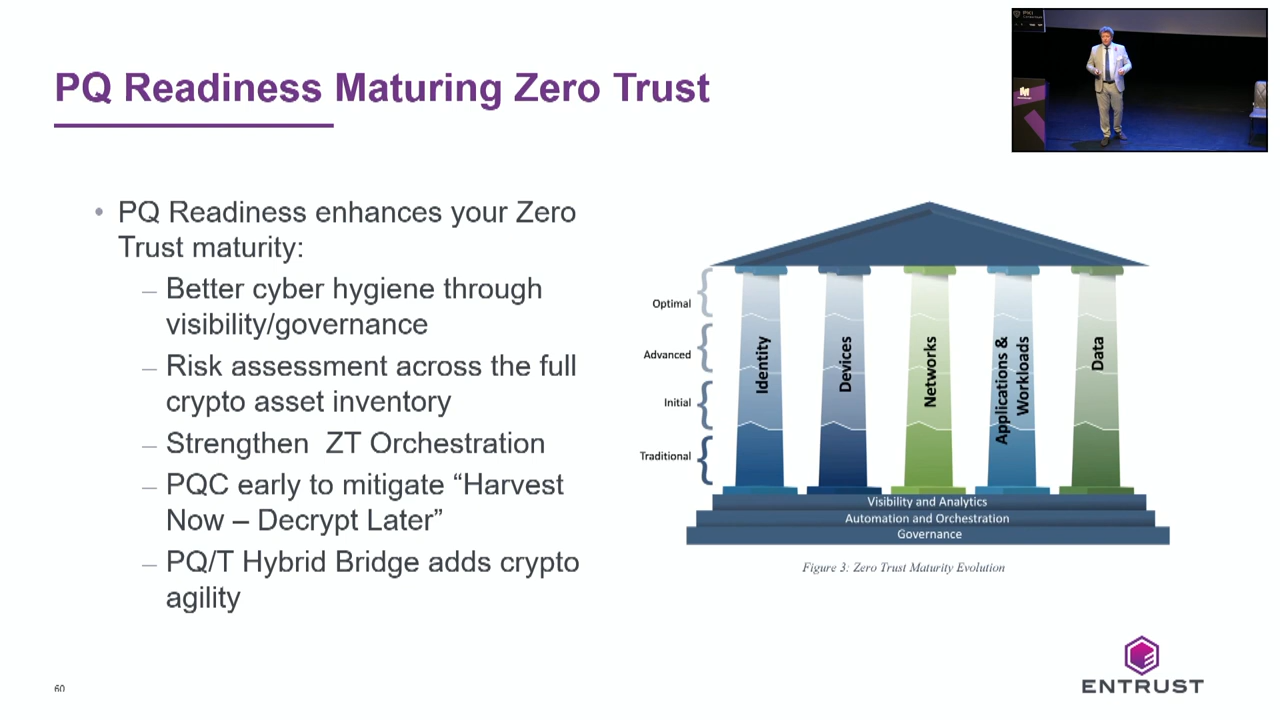 PQ Readiness Maturing Zero Trust
• PQ Readiness enhances your Zero
Trust maturity:
– Better cyber hygiene through
visibility/governance
– Risk assessment across the full
crypto asset inventory
– Strengthen  ZT Orchestration
– PQC early to mitigate “Harvest
Now – Decrypt Later”
– PQ/T Hybrid Bridge adds crypto
agility
Optimal
Advanced
Initial
Traditional
Identity
Devices
Networks
Applications &
Workloads
Data
Visibility and Analytics
Automation and Orchestration
Governance
Figure 3: Zero Trust Maturity Evolution
60
ENTRUST
PKI